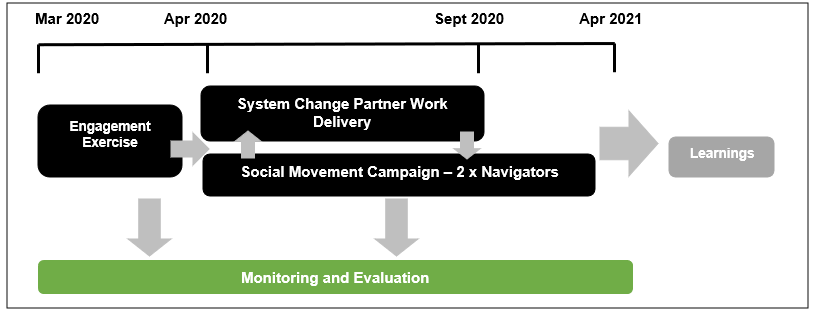 Mar 2020 Apr 2020 Sept 2020 Apr 2021
System Change Partner Work
Delivery
Engagement
Exercise
Learnings
Social Movement Campaign – 2 x Navigators
Monitoring and Evaluation